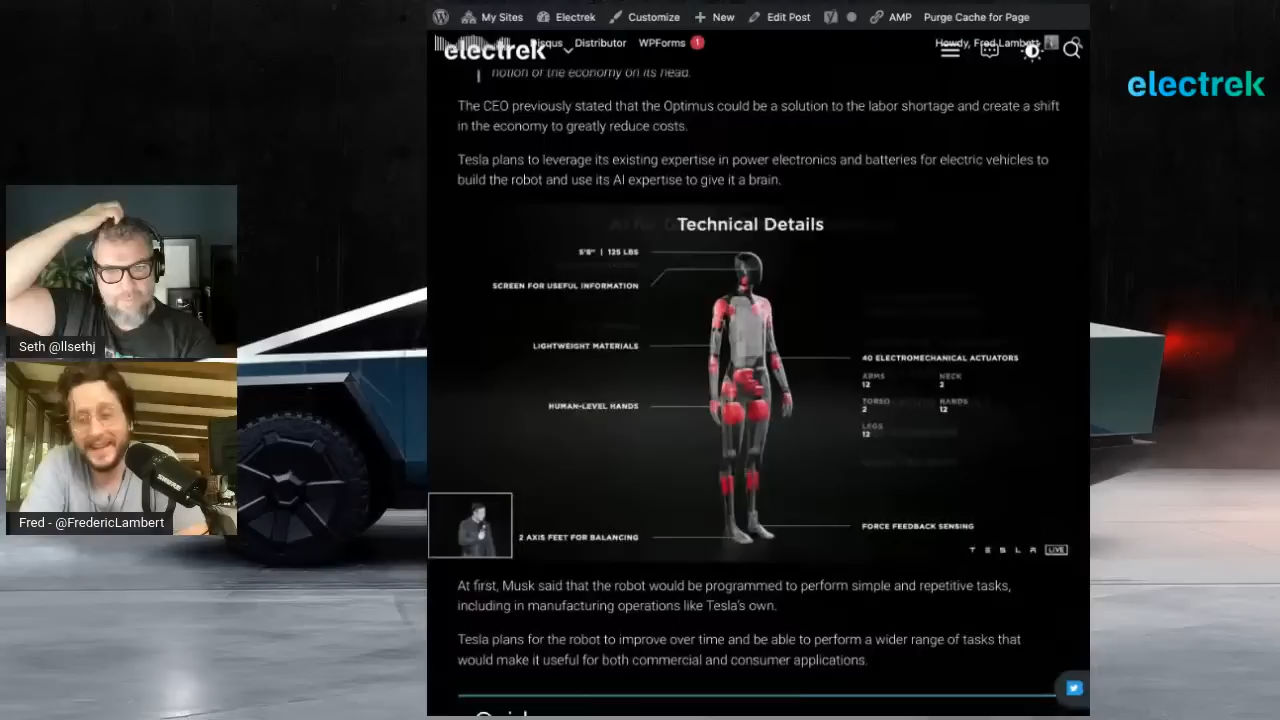 My Sites Electrek Customize New Edit Post AMP Purge Cache for Page
Disqus Distributor WPForms 1 Howdy, Fred Lambert
electrek
electrek
notion of the economy on its head.
The CEO previously stated that the Optimus could be a solution to the labor shortage and create a shift
in the economy to greatly reduce costs.
Tesla plans to leverage its existing expertise in power electronics and batteries for electric vehicles to
build the robot and use its AI expertise to give it a brain.
Technical Details
5'8" | 125 LBS
SCREEN FOR USEFUL INFORMATION
LIGHTWEIGHT MATERIALS
HUMAN-LEVEL HANDS
2 AXIS FEET FOR BALANCING
40 ELECTROMECHANICAL ACTUATORS
ARMS NECK
12 2
TORSO HANDS
2 12
LEGS
12
FORCE FEEDBACK SENSING
TESLA LIVE
At first, Musk said that the robot would be programmed to perform simple and repetitive tasks,
including in manufacturing operations like Tesla's own.
Tesla plans for the robot to improve over time and be able to perform a wider range of tasks that
would make it useful for both commercial and consumer applications.
Seth @llsethj
Fred - @FredericLambert